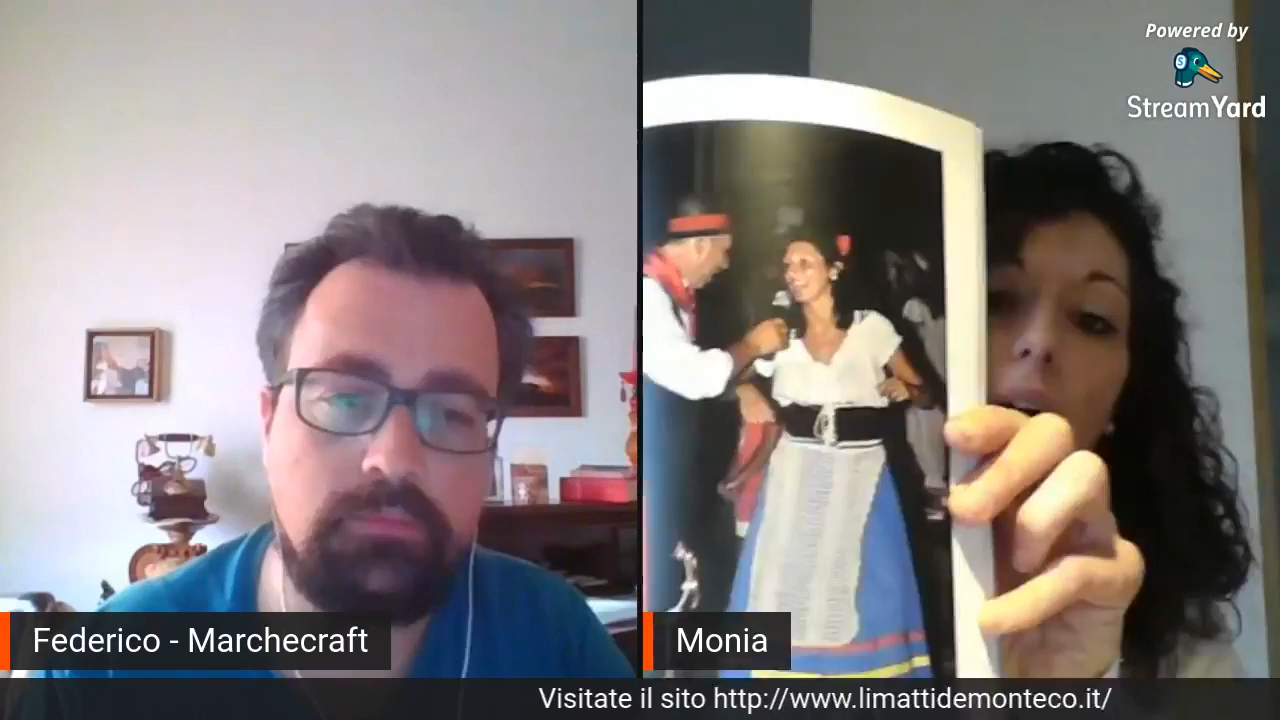 Powered by
StreamYard
Federico - Marchecraft
Monia
Visitate il sito http://www.limattidemonteco.it/